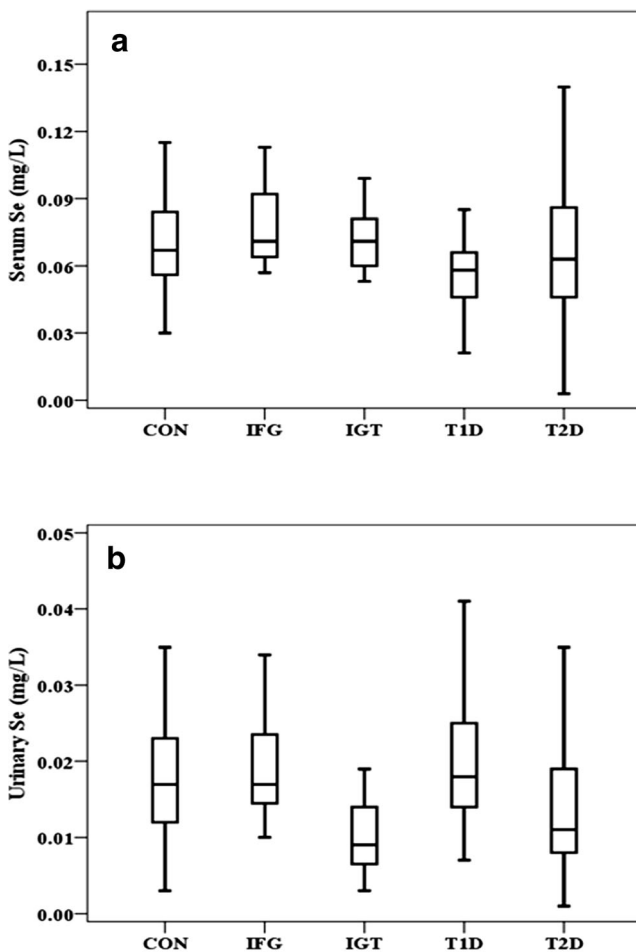 a
Serum Se (mg/L)
0.15
0.12
0.09
0.06
0.03
0.00
CON IFG IGT T1D T2D
b
Urinary Se (mg/L)
0.05
0.04
0.03
0.02
0.01
0.00
CON IFG IGT T1D T2D